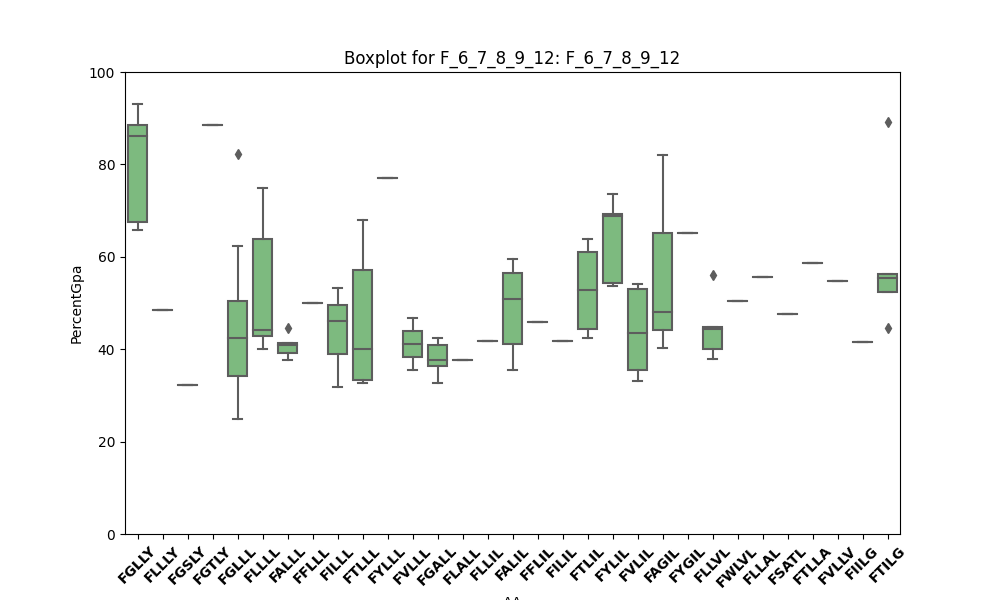 Boxplot for F_6_7_8_9_12: F_6_7_8_9_12
100
80
60
40
20
0
PercentGpa
FGLLY
FLLLY
FGSLY
FGTLY
FGLLL
FLLLL
FALLL
FFLLL
FILLL
FTLLL
FYLLL
FVLLL
FGALL
FLALL
FLLIL
FALIL
FFLIL
FILIL
FTLIL
FYLIL
FVLIL
FAGIL
FYGIL
FLLVL
FWLVL
FLLAL
FSATL
FTLLA
FVLLV
FIILG
FTILG